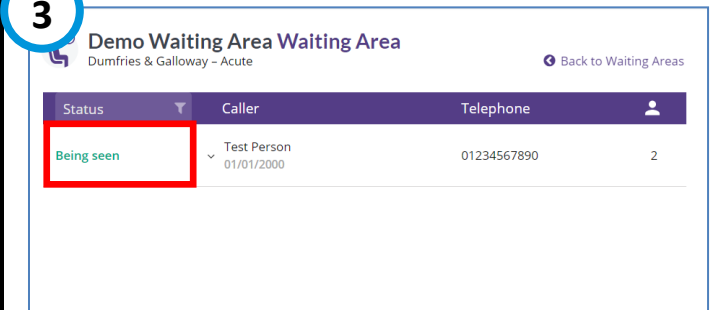 3
Demo Waiting Area Waiting Area
Dumfries & Galloway – Acute
Back to Waiting Areas
Status Caller Telephone
Being seen Test Person 01234567890 2
01/01/2000